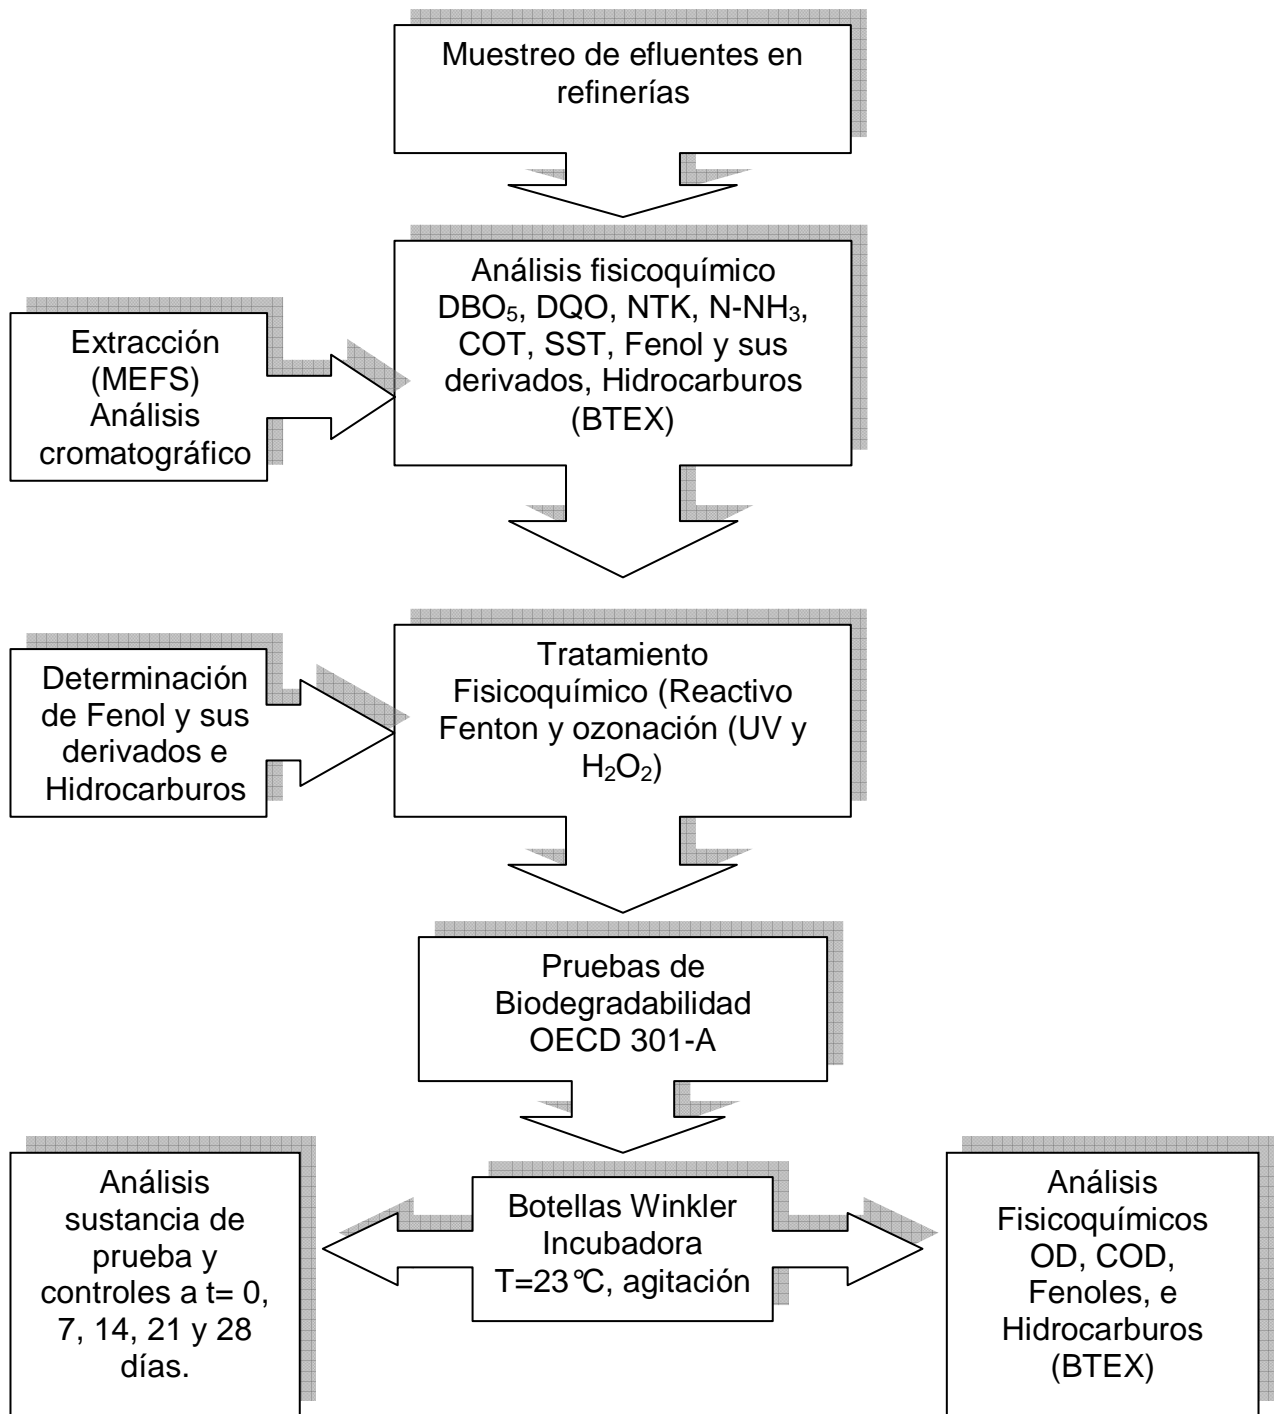 Muestreo de efluentes en
refinerías
Análisis fisicoquímico
DBO₅, DQO, NTK, N-NH₃,
COT, SST, Fenol y sus
derivados, Hidrocarburos
(BTEX)
Extracción
(MEFS)
Análisis
cromatográfico
Tratamiento
Fisicoquímico (Reactivo
Fenton y ozonación (UV y
H₂O₂)
Determinación
de Fenol y sus
derivados e
Hidrocarburos
Pruebas de
Biodegradabilidad
OECD 301-A
Análisis
sustancia de
prueba y
controles a t= 0,
7, 14, 21 y 28
días.
Botellas Winkler
Incubadora
T=23°C, agitación
Análisis
Fisicoquímicos
OD, COD,
Fenoles, e
Hidrocarburos
(BTEX)